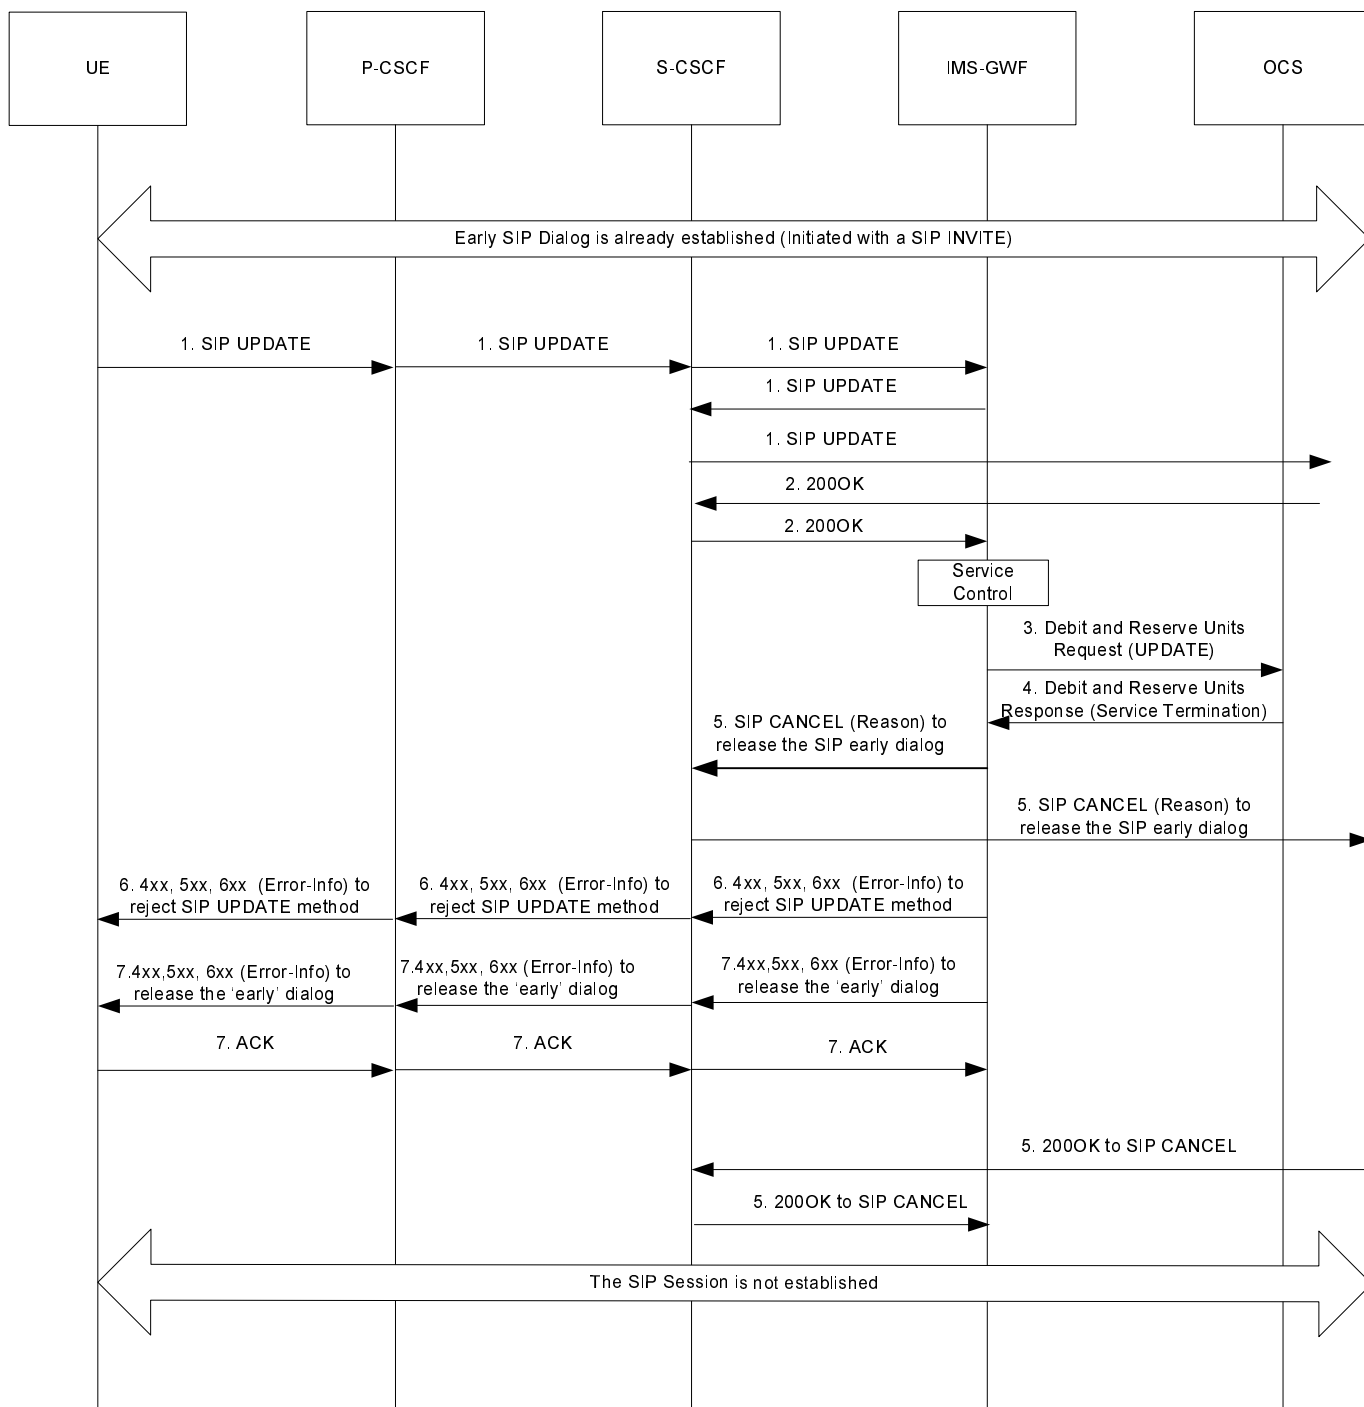 UE
P-CSCF
S-CSCF
IMS-GWF
OCS
Early SIP Dialog is already established (Initiated with a SIP INVITE)
1. SIP UPDATE
1. SIP UPDATE
1. SIP UPDATE
1. SIP UPDATE
1. SIP UPDATE
2. 200OK
2. 200OK
Service
Control
3. Debit and Reserve Units
Request (UPDATE)
4. Debit and Reserve Units
Response (Service Termination)
5. SIP CANCEL (Reason) to
release the SIP early dialog
5. SIP CANCEL (Reason) to
release the SIP early dialog
6. 4xx, 5xx, 6xx (Error-Info) to
reject SIP UPDATE method
6. 4xx, 5xx, 6xx (Error-Info) to
reject SIP UPDATE method
6. 4xx, 5xx, 6xx (Error-Info) to
reject SIP UPDATE method
7.4xx,5xx, 6xx (Error-Info) to
release the ‘early’ dialog
7.4xx,5xx, 6xx (Error-Info) to
release the ‘early’ dialog
7.4xx,5xx, 6xx (Error-Info) to
release the ‘early’ dialog
7. ACK
7. ACK
7. ACK
5. 200OK to SIP CANCEL
5. 200OK to SIP CANCEL
The SIP Session is not established